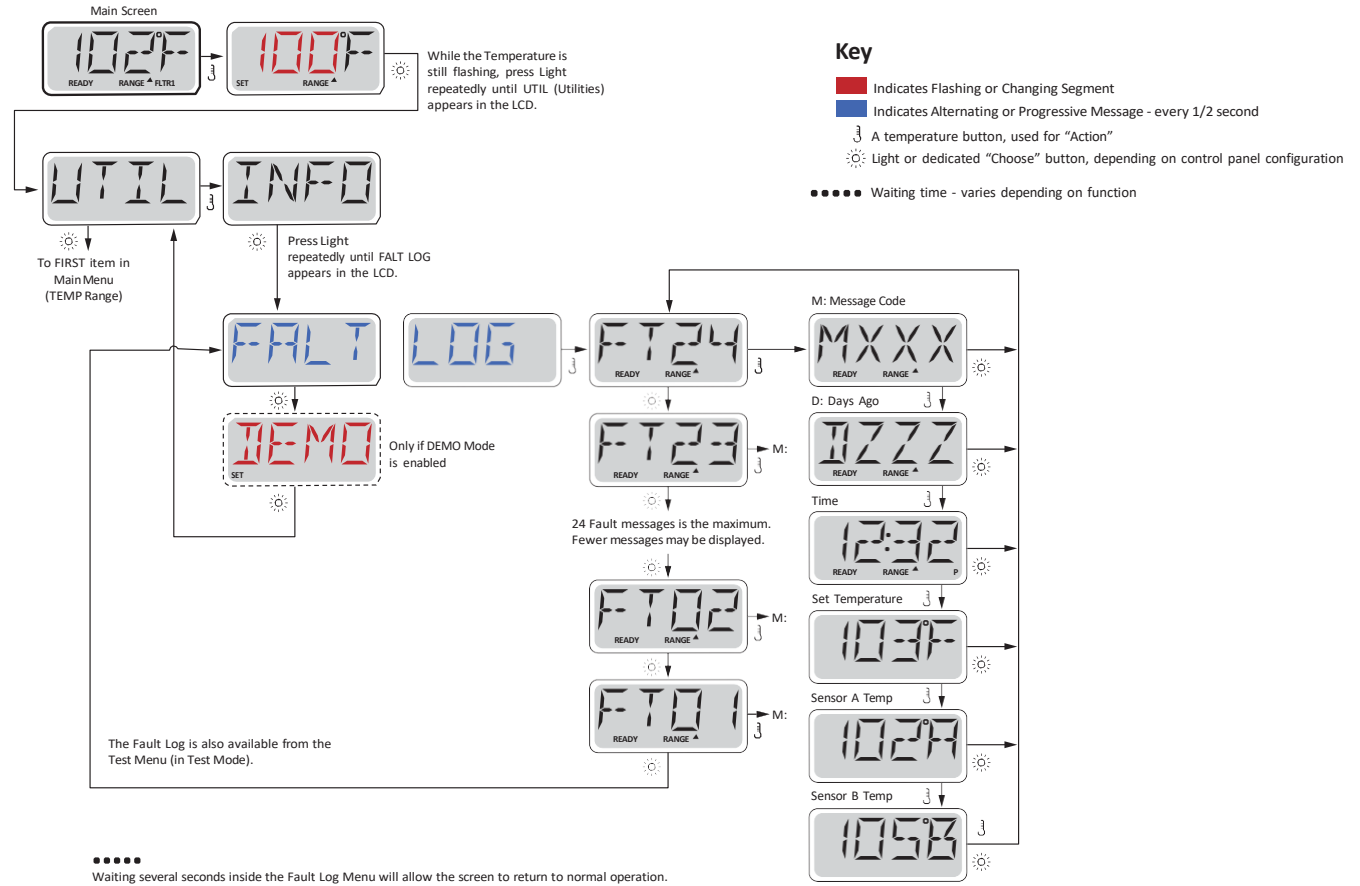 Main Screen
102°F
READY RANGE FLTR1
100°F
SET RANGE
While the Temperature is
still flashing, press Light
repeatedly until UTIL (Utilities)
appears in the LCD.
Key
Indicates Flashing or Changing Segment
Indicates Alternating or Progressive Message - every 1/2 second
A temperature button, used for “Action”
Light or dedicated “Choose” button, depending on control panel configuration
Waiting time - varies depending on function
UTIL
INFO
To FIRST item in
Main Menu
(TEMP Range)
Press Light
repeatedly until FALT LOG
appears in the LCD.
FALT
LOG
DEMO
SET
Only if DEMO Mode
is enabled
FT24
READY RANGE
FT23
READY RANGE
M:
24 Fault messages is the maximum.
Fewer messages may be displayed.
FT02
READY RANGE
M:
FT01
READY RANGE
M:
M: Message Code
MXXX
READY RANGE
D: Days Ago
DZZZ
READY RANGE
Time
12:32
READY RANGE P
Set Temperature
103°F
Sensor A Temp
102°A
Sensor B Temp
105°B
The Fault Log is also available from the
Test Menu (in Test Mode).
Waiting several seconds inside the Fault Log Menu will allow the screen to return to normal operation.